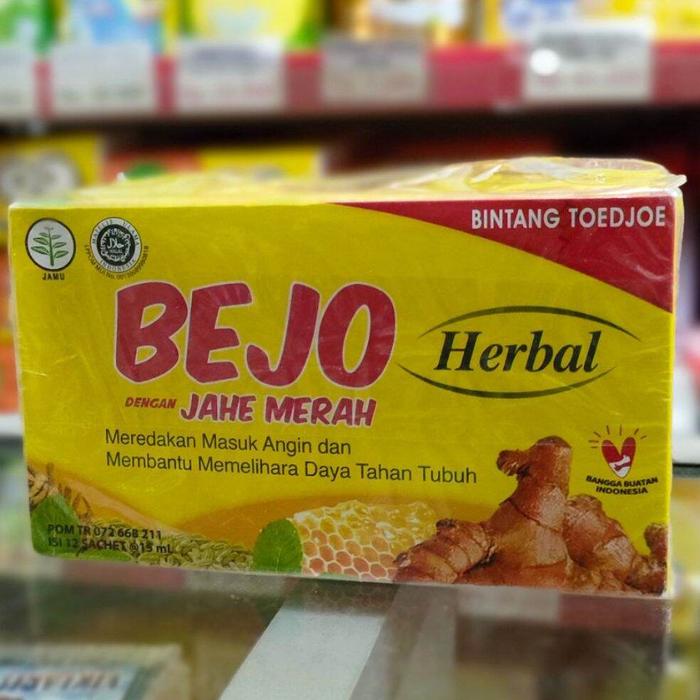 BINTANG TOEDJOE
JAMU
HALAL
BEJO
Herbal
DENGAN JAHE MERAH
Meredakan Masuk Angin dan
Membantu Memelihara Daya Tahan Tubuh
BANGGA BUATAN
INDONESIA
POM TR 072 668 211
ISI 12 SACHET @15 mL